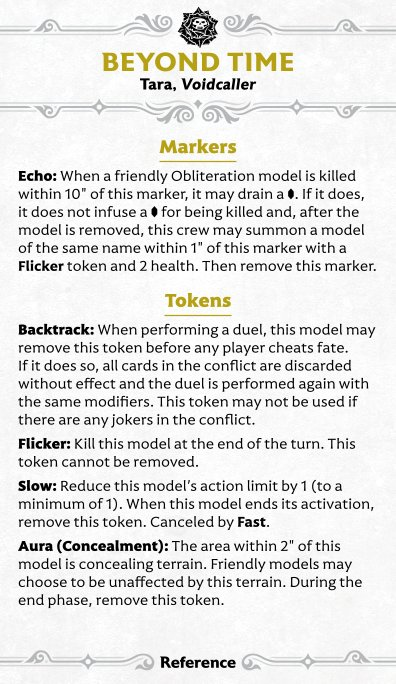 BEYOND TIME
Tara, Voidcaller
Markers
Echo: When a friendly Obliteration model is killed
within 10" of this marker, it may drain a . If it does,
it does not infuse a  for being killed and, after the
model is removed, this crew may summon a model
of the same name within 1" of this marker with a
Flicker token and 2 health. Then remove this marker.
Tokens
Backtrack: When performing a duel, this model may
remove this token before any player cheats fate.
If it does so, all cards in the conflict are discarded
without effect and the duel is performed again with
the same modifiers. This token may not be used if
there are any jokers in the conflict.
Flicker: Kill this model at the end of the turn. This
token cannot be removed.
Slow: Reduce this model's action limit by 1 (to a
minimum of 1). When this model ends its activation,
remove this token. Canceled by Fast.
Aura (Concealment): The area within 2" of this
model is concealing terrain. Friendly models may
choose to be unaffected by this terrain. During the
end phase, remove this token.
Reference